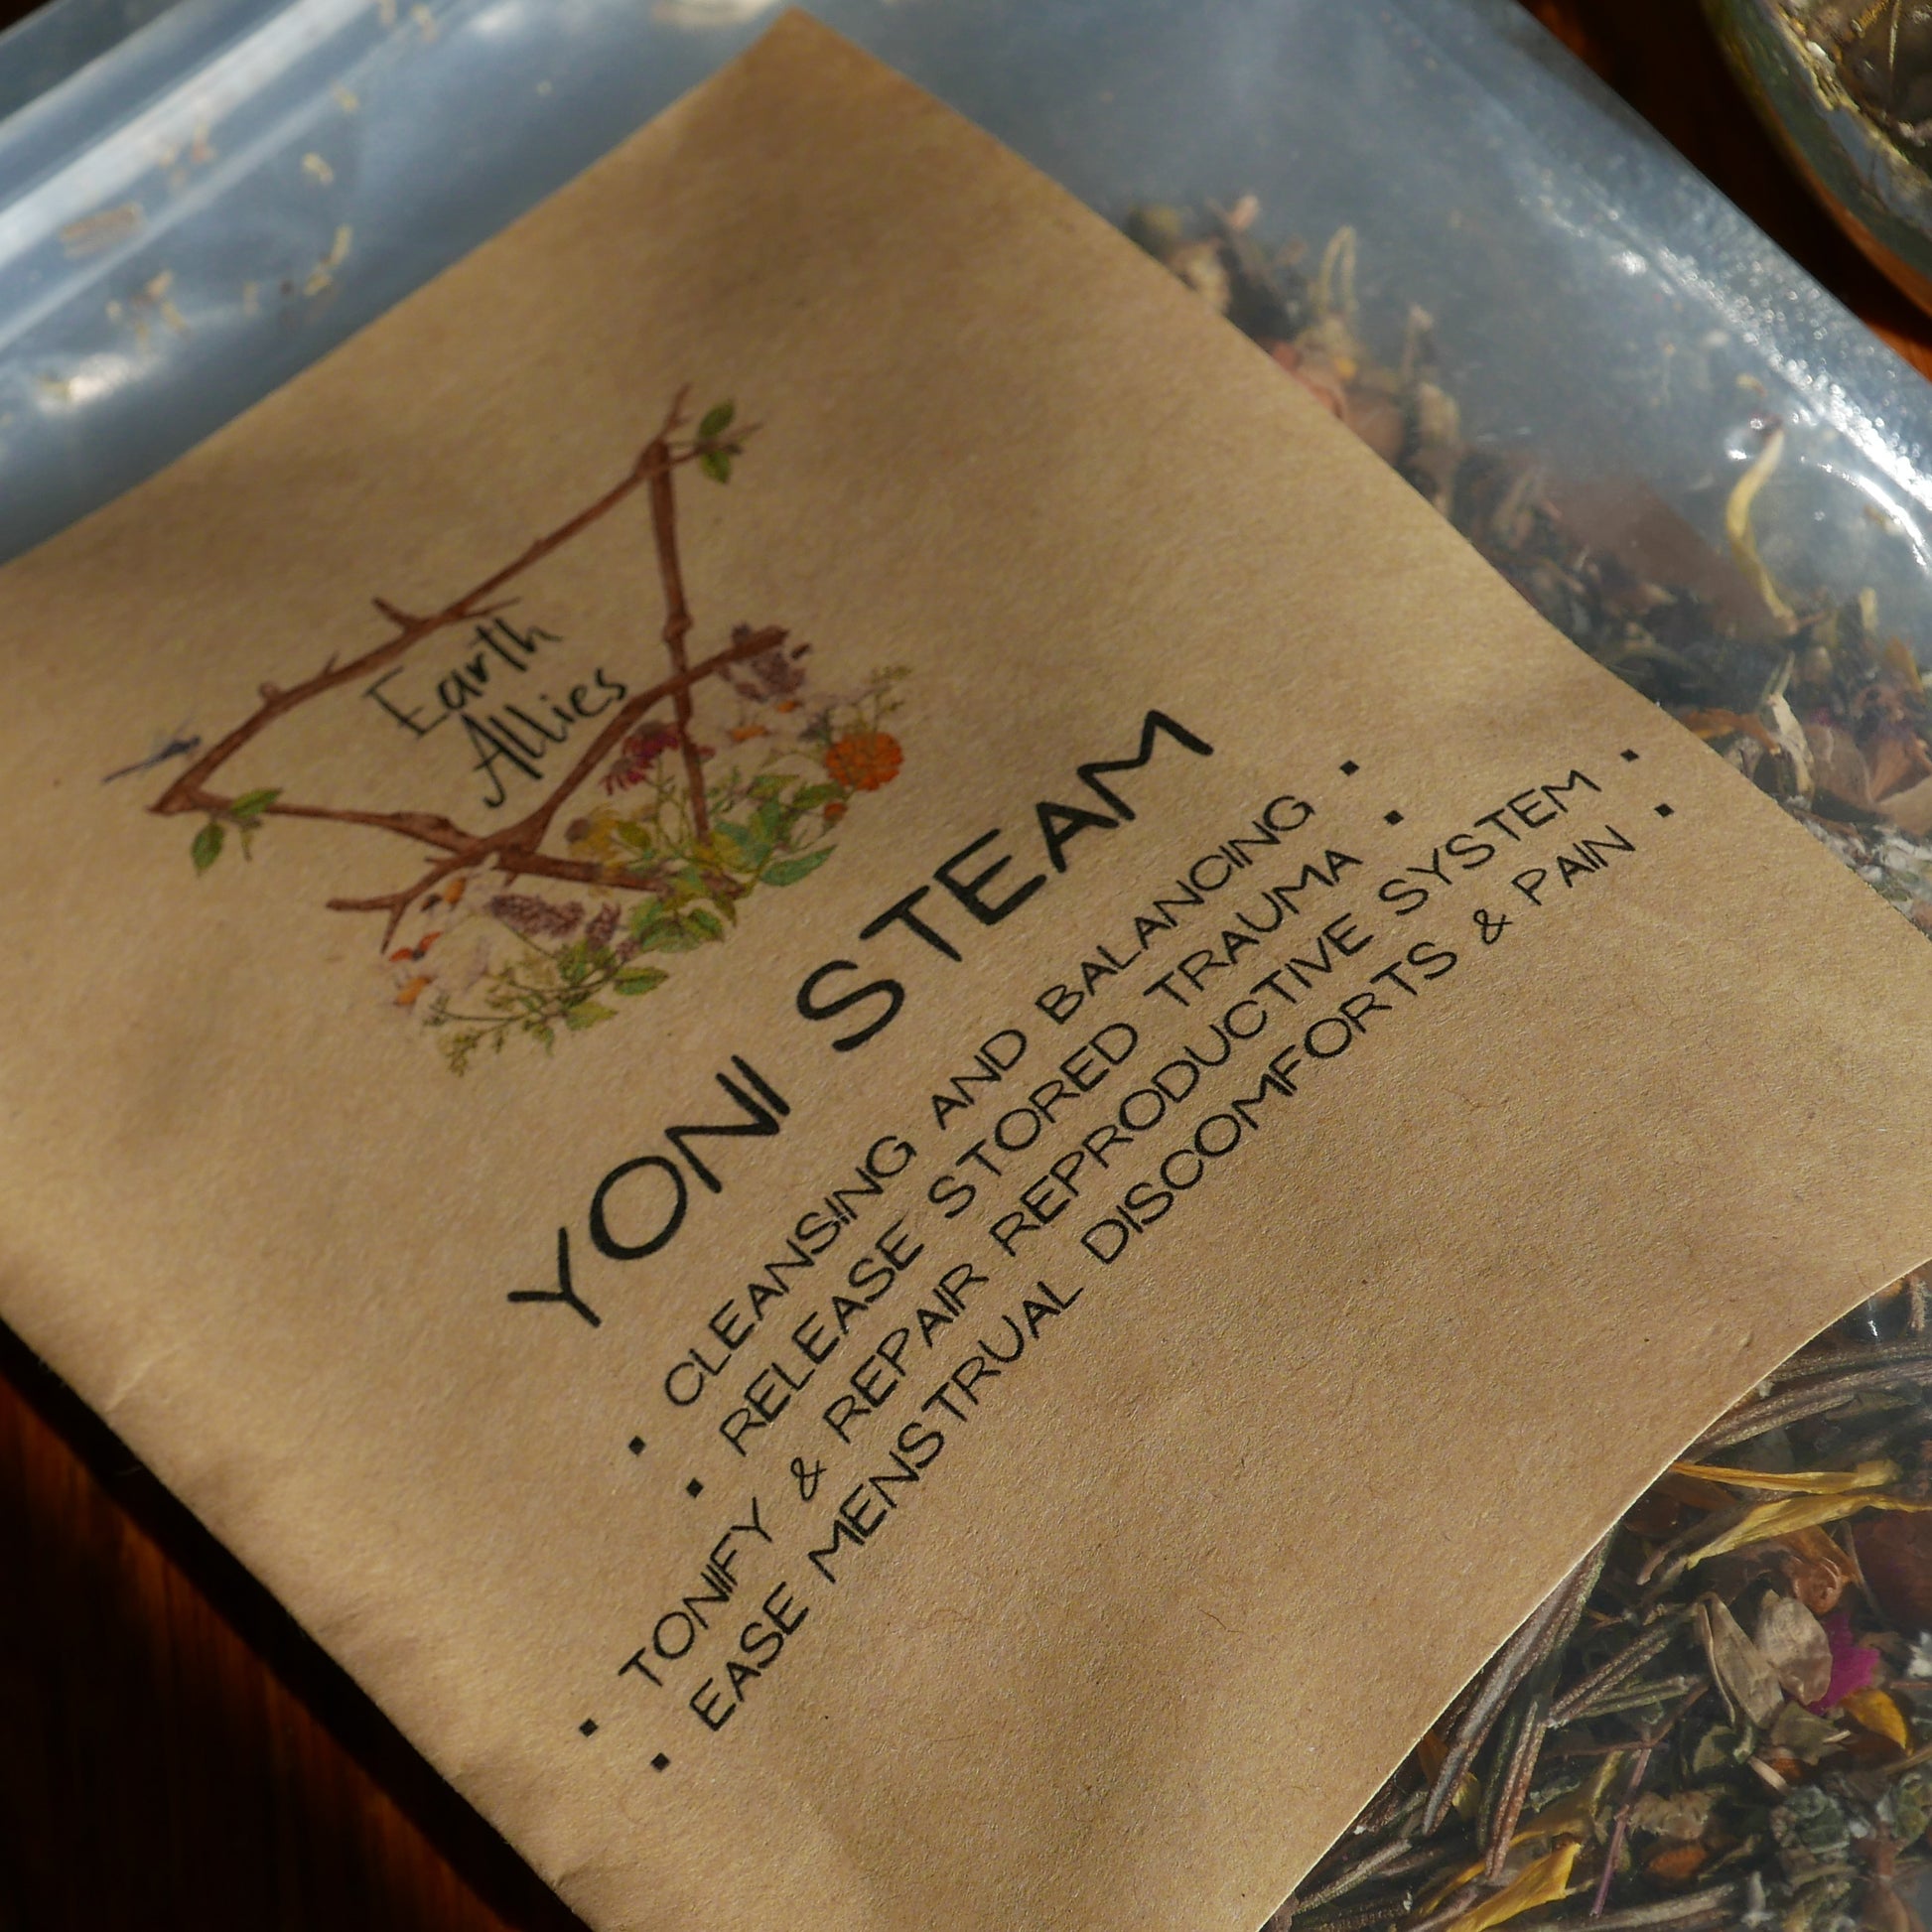 Earth
Allies
YONI STEAM
· CLEANSING AND BALANCING ·
· RELEASE STORED TRAUMA ·
· TONIFY & REPAIR REPRODUCTIVE SYSTEM ·
· EASE MENSTRUAL DISCOMFORTS & PAIN ·